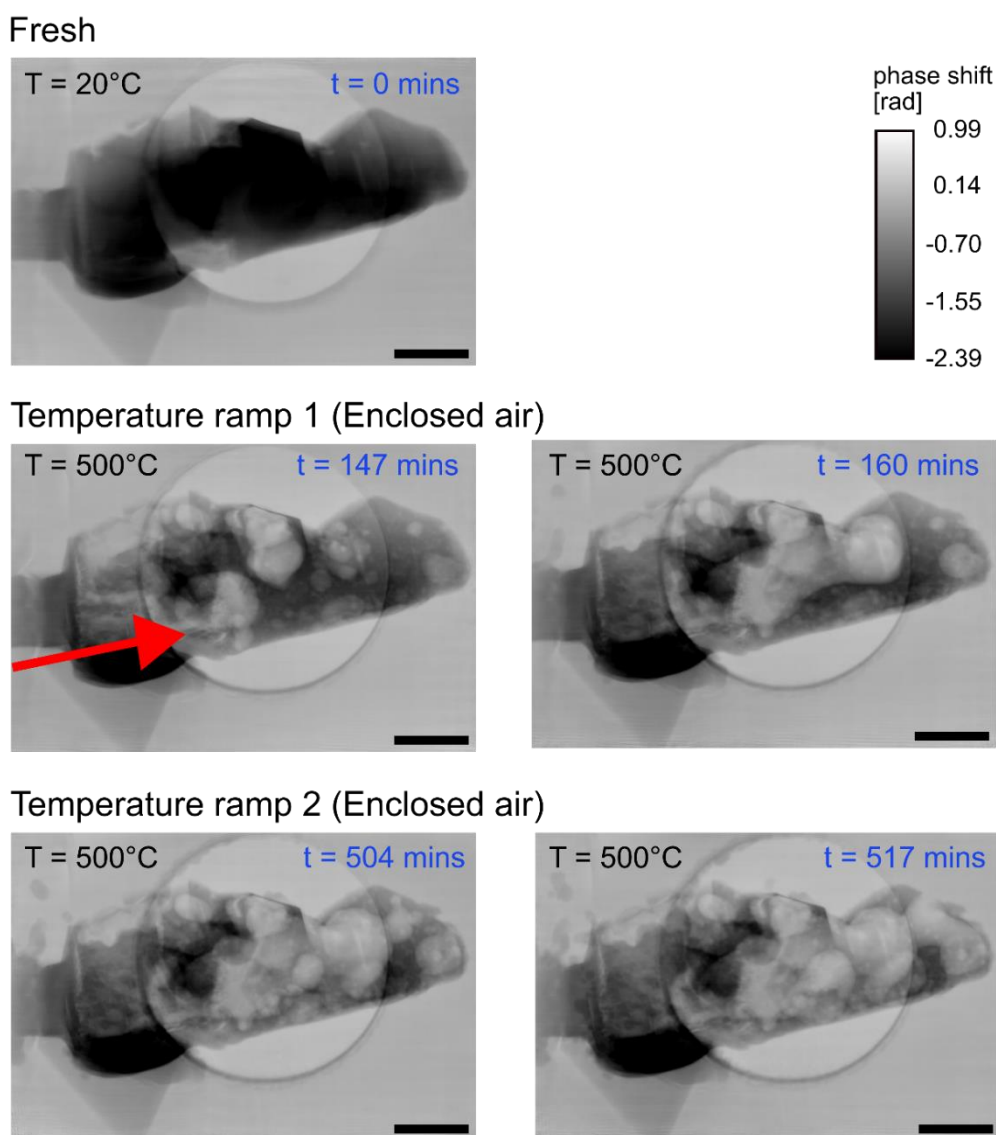 Fresh
T = 20°C t = 0 mins
phase shift
[rad]
0.99
0.14
-0.70
-1.55
-2.39
Temperature ramp 1 (Enclosed air)
T = 500°C t = 147 mins
T = 500°C t = 160 mins
Temperature ramp 2 (Enclosed air)
T = 500°C t = 504 mins
T = 500°C t = 517 mins